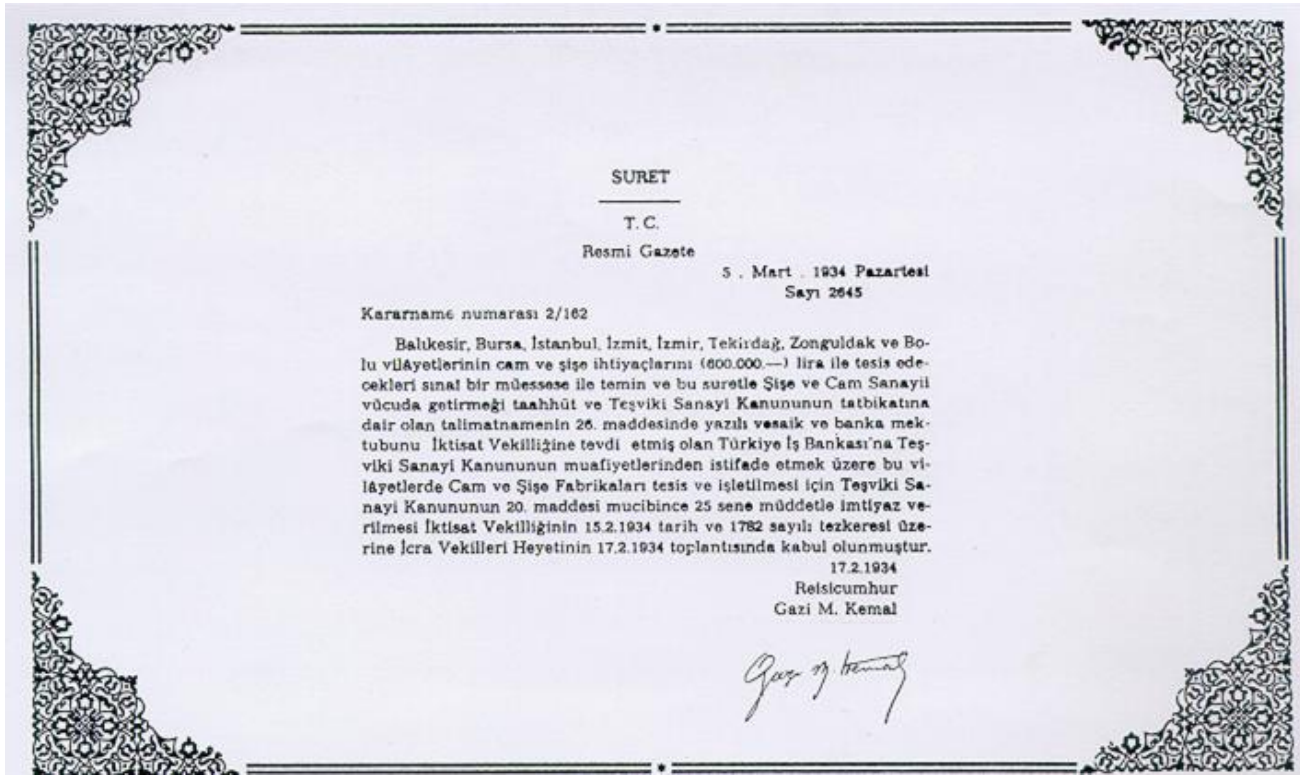 SURET
T. C.
Resmi Gazete
5 . Mart . 1934 Pazartesi
Sayı 2645
Kararname numarası 2/162
Balıkesir, Bursa, İstanbul, İzmit, İzmir, Tekirdağ, Zonguldak ve Bo-
lu vilâyetlerinin cam ve şişe ihtiyaçlarını (600.000.—) lira ile tesis ede-
cekleri sınai bir müessese ile temin ve bu suretle Şişe ve Cam Sanayii
vücuda getirmeği taahhüt ve Teşviki Sanayi Kanununun tatbikatına
dair olan talimatnamenin 26. maddesinde yazılı vesaik ve banka mek-
tubunu İktisat Vekilliğine tevdi etmiş olan Türkiye İş Bankası'na Teş-
viki Sanayi Kanununun muafiyetlerinden istifade etmek üzere bu vi-
lâyetlerde Cam ve Şişe Fabrikaları tesis ve işletilmesi için Teşviki Sa-
nayi Kanununun 20. maddesi mucibince 25 sene müddetle imtiyaz ve-
rilmesi İktisat Vekilliğinin 15.2.1934 tarih ve 1782 sayılı tezkeresi üze-
rine İcra Vekilleri Heyetinin 17.2.1934 toplantısında kabul olunmuştur.
17.2.1934
Reisicumhur
Gazi M. Kemal
Gazi M Kemal